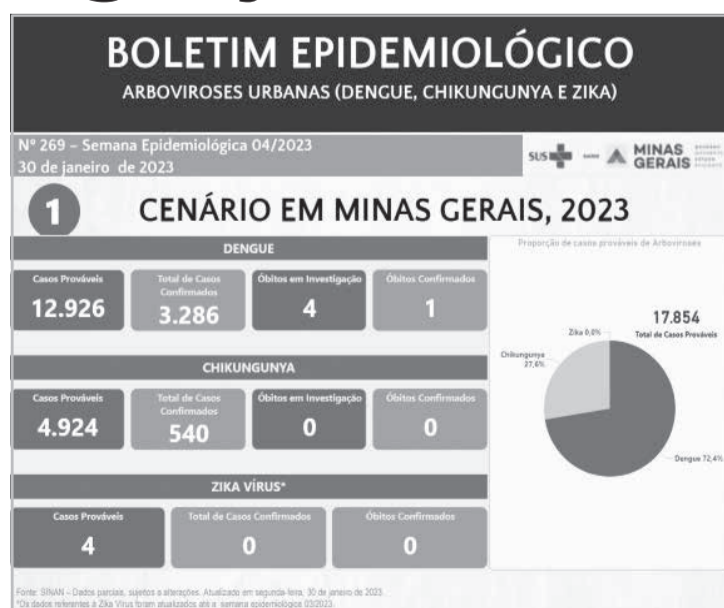 BOLETIM EPIDEMIOLÓGICO
ARBOVIROSES URBANAS (DENGUE, CHIKUNGUNYA E ZIKA)
Nº 269 – Semana Epidemiológica 04/2023
30 de janeiro de 2023
SUS
MINAS GERAIS
1
CENÁRIO EM MINAS GERAIS, 2023
DENGUE
Casos Prováveis
12.926
Total de Casos Confirmados
3.286
Óbitos em Investigação
4
Óbitos Confirmados
1
CHIKUNGUNYA
Casos Prováveis
4.924
Total de Casos Confirmados
540
Óbitos em Investigação
0
Óbitos Confirmados
0
ZIKA VÍRUS*
Casos Prováveis
4
Total de Casos Confirmados
0
Óbitos Confirmados
0
Proporção de casos prováveis de Arboviroses
17.854
Total de Casos Prováveis
Zika 0,0%
Chikungunya
27,6%
Dengue 72,4%
Fonte: SINAN – Dados parciais, sujeitos a alterações. Atualizado em segunda-feira, 30 de janeiro de 2023.
*Os dados referentes à Zika Vírus foram atualizados até a semana epidemiológica 03/2023.